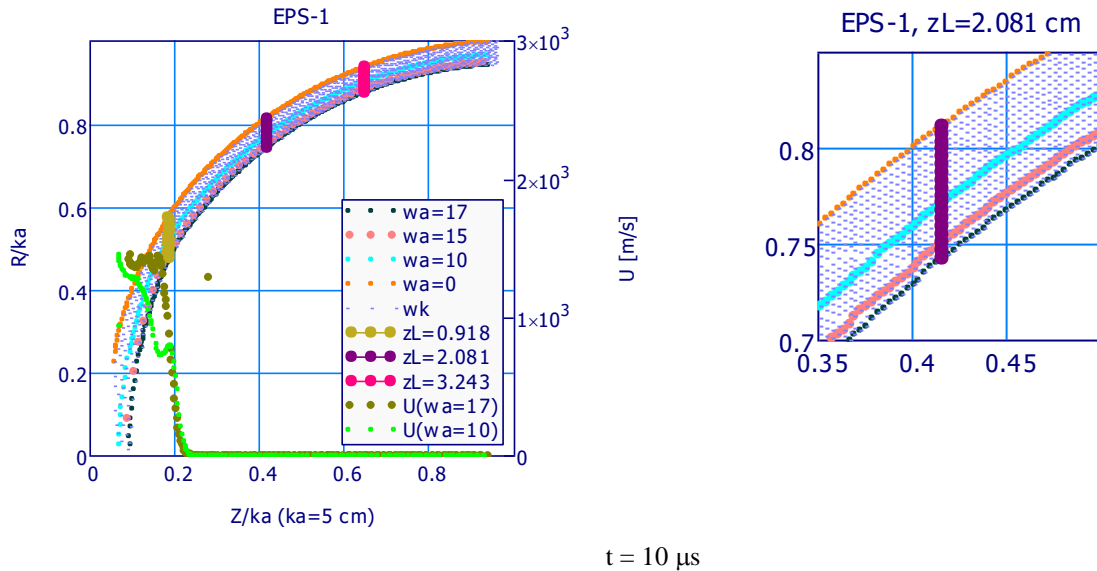 EPS-1
3×10³
2×10³
1×10³
0
0.8
0.6
0.4
0.2
0
R/ka
U [m/s]
wa=17
wa=15
wa=10
wa=0
wk
zL=0.918
zL=2.081
zL=3.243
U(wa=17)
U(wa=10)
0 0.2 0.4 0.6 0.8
Z/ka (ka=5 cm)
EPS-1, zL=2.081 cm
0.8
0.75
0.7
0.35 0.4 0.45
t = 10 μs